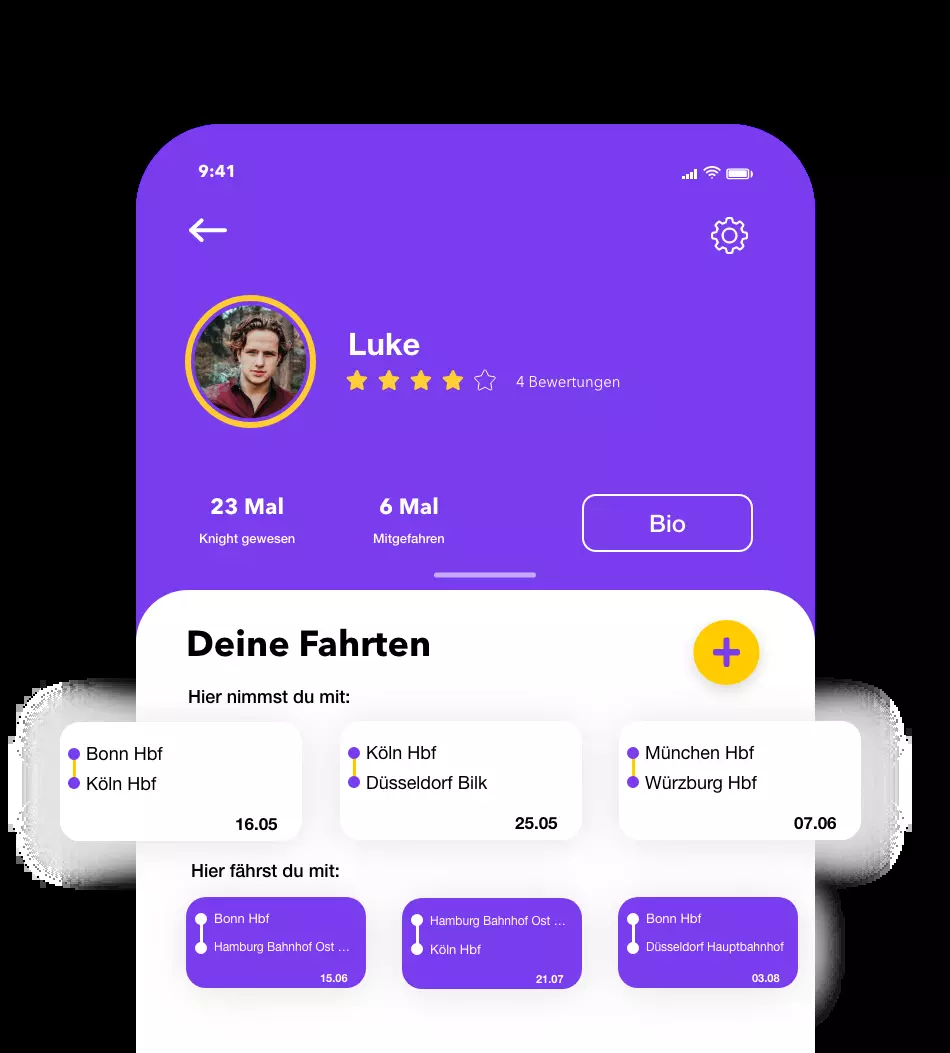 9:41
Luke
4 Bewertungen
23 Mal
6 Mal
Knight gewesen
Mitgefahren
Bio
Deine Fahrten
Hier nimmst du mit:
Bonn Hbf
Köln Hbf
16.05
Köln Hbf
Düsseldorf Bilk
25.05
München Hbf
Würzburg Hbf
07.06
Hier fährst du mit:
Bonn Hbf
Hamburg Bahnhof Ost ...
15.06
Hamburg Bahnhof Ost ...
Köln Hbf
21.07
Bonn Hbf
Düsseldorf Hauptbahnhof
03.08